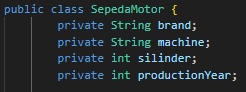 public class SepedaMotor {
private String brand;
private String machine;
private int silinder;
private int productionYear;